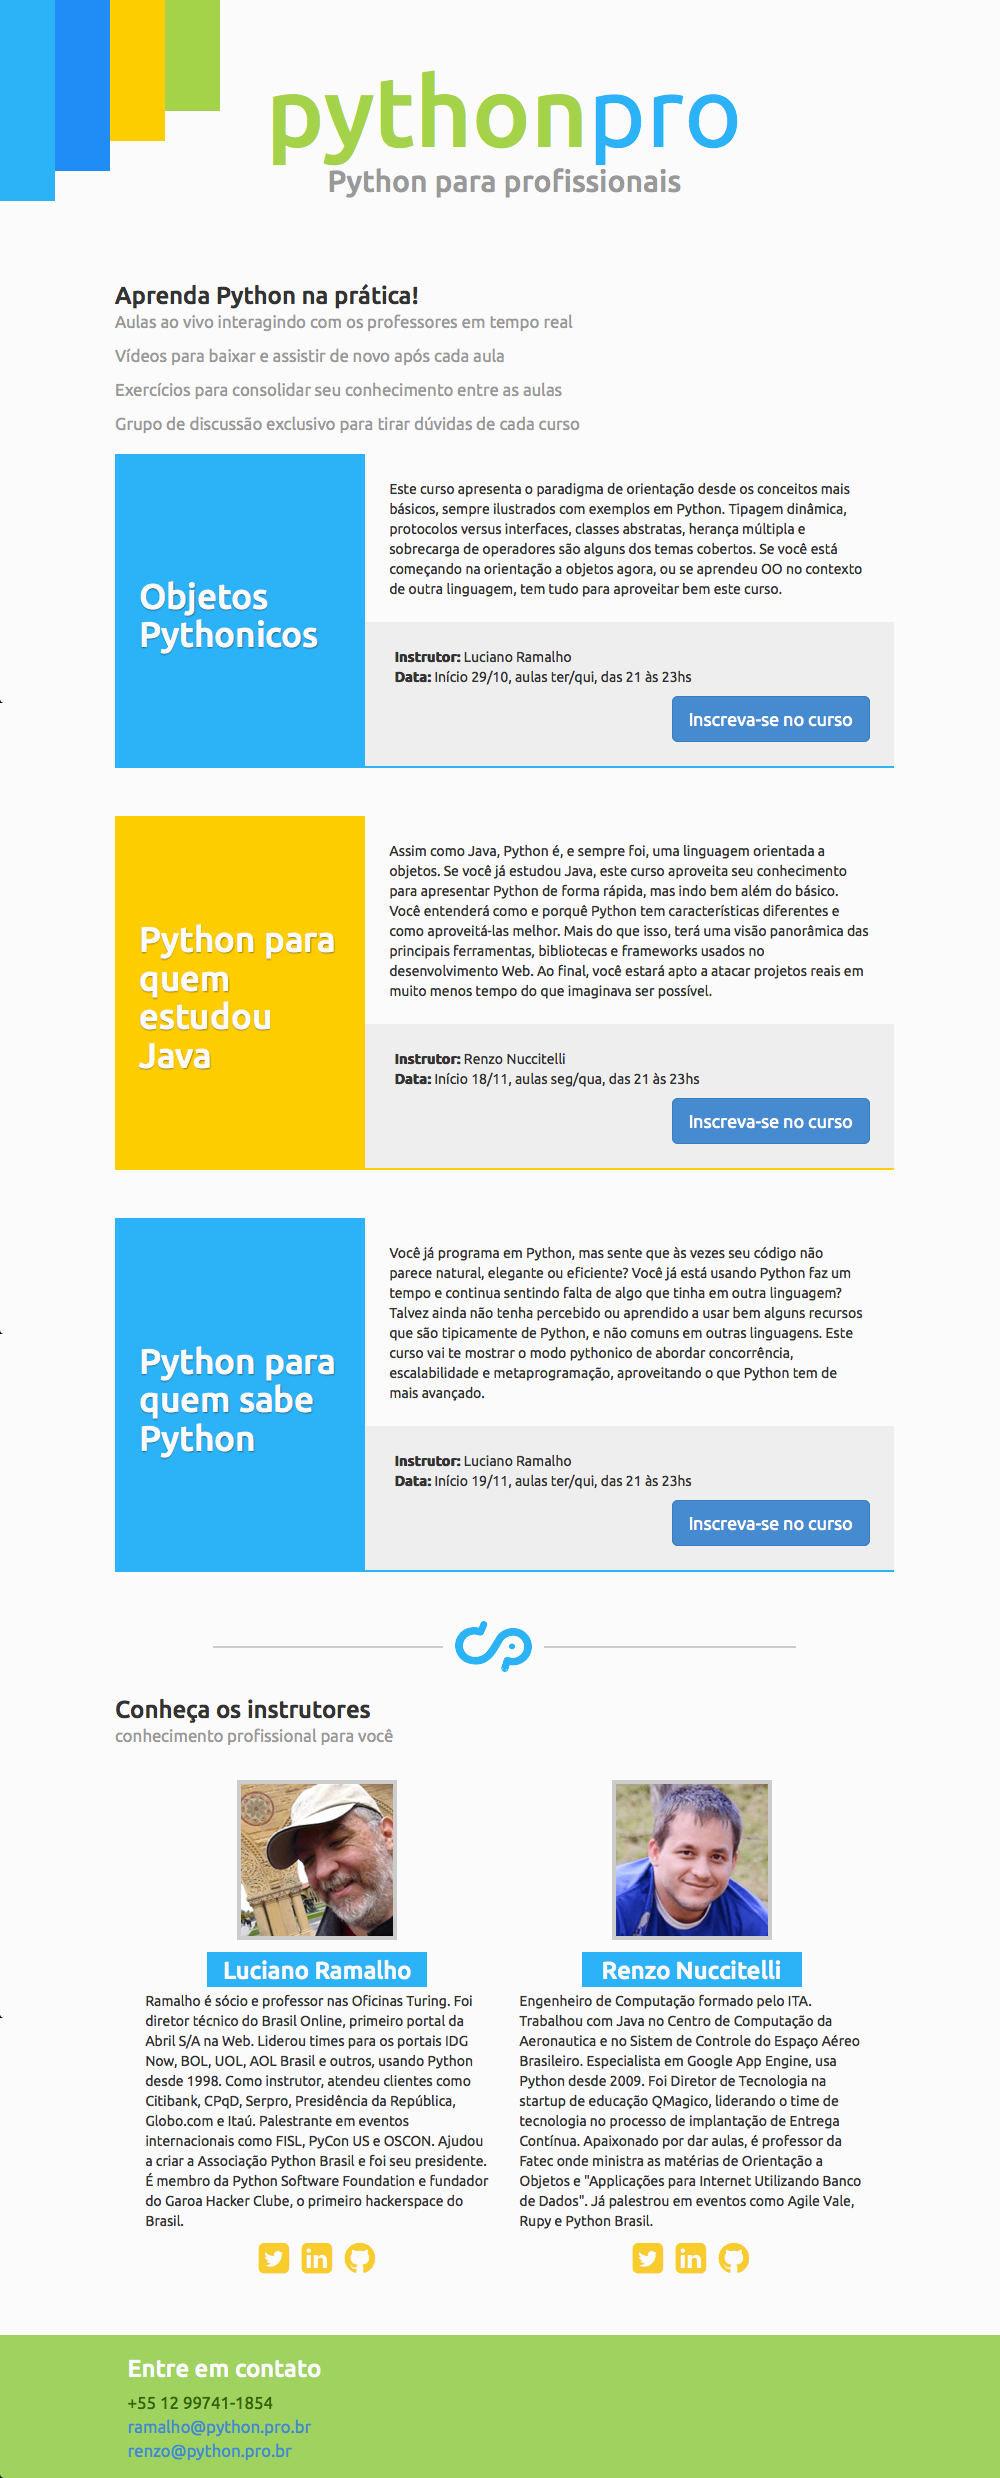 pythonpro
Python para profissionais
Aprenda Python na prática!
Aulas ao vivo interagindo com os professores em tempo real
Vídeos para baixar e assistir de novo após cada aula
Exercícios para consolidar seu conhecimento entre as aulas
Grupo de discussão exclusivo para tirar dúvidas de cada curso
Objetos
Pythonicos
Este curso apresenta o paradigma de orientação desde os conceitos mais
básicos, sempre ilustrados com exemplos em Python. Tipagem dinâmica,
protocolos versus interfaces, classes abstratas, herança múltipla e
sobrecarga de operadores são alguns dos temas cobertos. Se você está
começando na orientação a objetos agora, ou se aprendeu OO no contexto
de outra linguagem, tem tudo para aproveitar bem este curso.
Instrutor: Luciano Ramalho
Data: Início 29/10, aulas ter/qui, das 21 às 23hs
Inscreva-se no curso
Python para
quem
estudou
Java
Assim como Java, Python é, e sempre foi, uma linguagem orientada a
objetos. Se você já estudou Java, este curso aproveita seu conhecimento
para apresentar Python de forma rápida, mas indo bem além do básico.
Você entenderá como e porquê Python tem características diferentes e
como aproveitá-las melhor. Mais do que isso, terá uma visão panorâmica das
principais ferramentas, bibliotecas e frameworks usados no
desenvolvimento Web. Ao final, você estará apto a atacar projetos reais em
muito menos tempo do que imaginava ser possível.
Instrutor: Renzo Nuccitelli
Data: Início 18/11, aulas seg/qua, das 21 às 23hs
Inscreva-se no curso
Python para
quem sabe
Python
Você já programa em Python, mas sente que às vezes seu código não
parece natural, elegante ou eficiente? Você já está usando Python faz um
tempo e continua sentindo falta de algo que tinha em outra linguagem?
Talvez ainda não tenha percebido ou aprendido a usar bem alguns recursos
que são tipicamente de Python, e não comuns em outras linguagens. Este
curso vai te mostrar o modo pythonico de abordar concorrência,
escalabilidade e metaprogramação, aproveitando o que Python tem de
mais avançado.
Instrutor: Luciano Ramalho
Data: Início 19/11, aulas ter/qui, das 21 às 23hs
Inscreva-se no curso
Conheça os instrutores
conhecimento profissional para você
Luciano Ramalho
Ramalho é sócio e professor nas Oficinas Turing. Foi
diretor técnico do Brasil Online, primeiro portal da
Abril S/A na Web. Liderou times para os portais IDG
Now, BOL, UOL, AOL Brasil e outros, usando Python
desde 1998. Como instrutor, atendeu clientes como
Citibank, CPqD, Serpro, Presidência da República,
Globo.com e Itaú. Palestrante em eventos
internacionais como FISL, PyCon US e OSCON. Ajudou
a criar a Associação Python Brasil e foi seu presidente.
É membro da Python Software Foundation e fundador
do Garoa Hacker Clube, o primeiro hackerspace do
Brasil.
Renzo Nuccitelli
Engenheiro de Computação formado pelo ITA.
Trabalhou com Java no Centro de Computação da
Aeronautica e no Sistem de Controle do Espaço Aéreo
Brasileiro. Especialista em Google App Engine, usa
Python desde 2009. Foi Diretor de Tecnologia na
startup de educação QMagico, liderando o time de
tecnologia no processo de implantação de Entrega
Contínua. Apaixonado por dar aulas, é professor da
Fatec onde ministra as matérias de Orientação a
Objetos e "Applicações para Internet Utilizando Banco
de Dados". Já palestrou em eventos como Agile Vale,
Rupy e Python Brasil.
Entre em contato
+55 12 99741-1854
ramalho@python.pro.br
renzo@python.pro.br